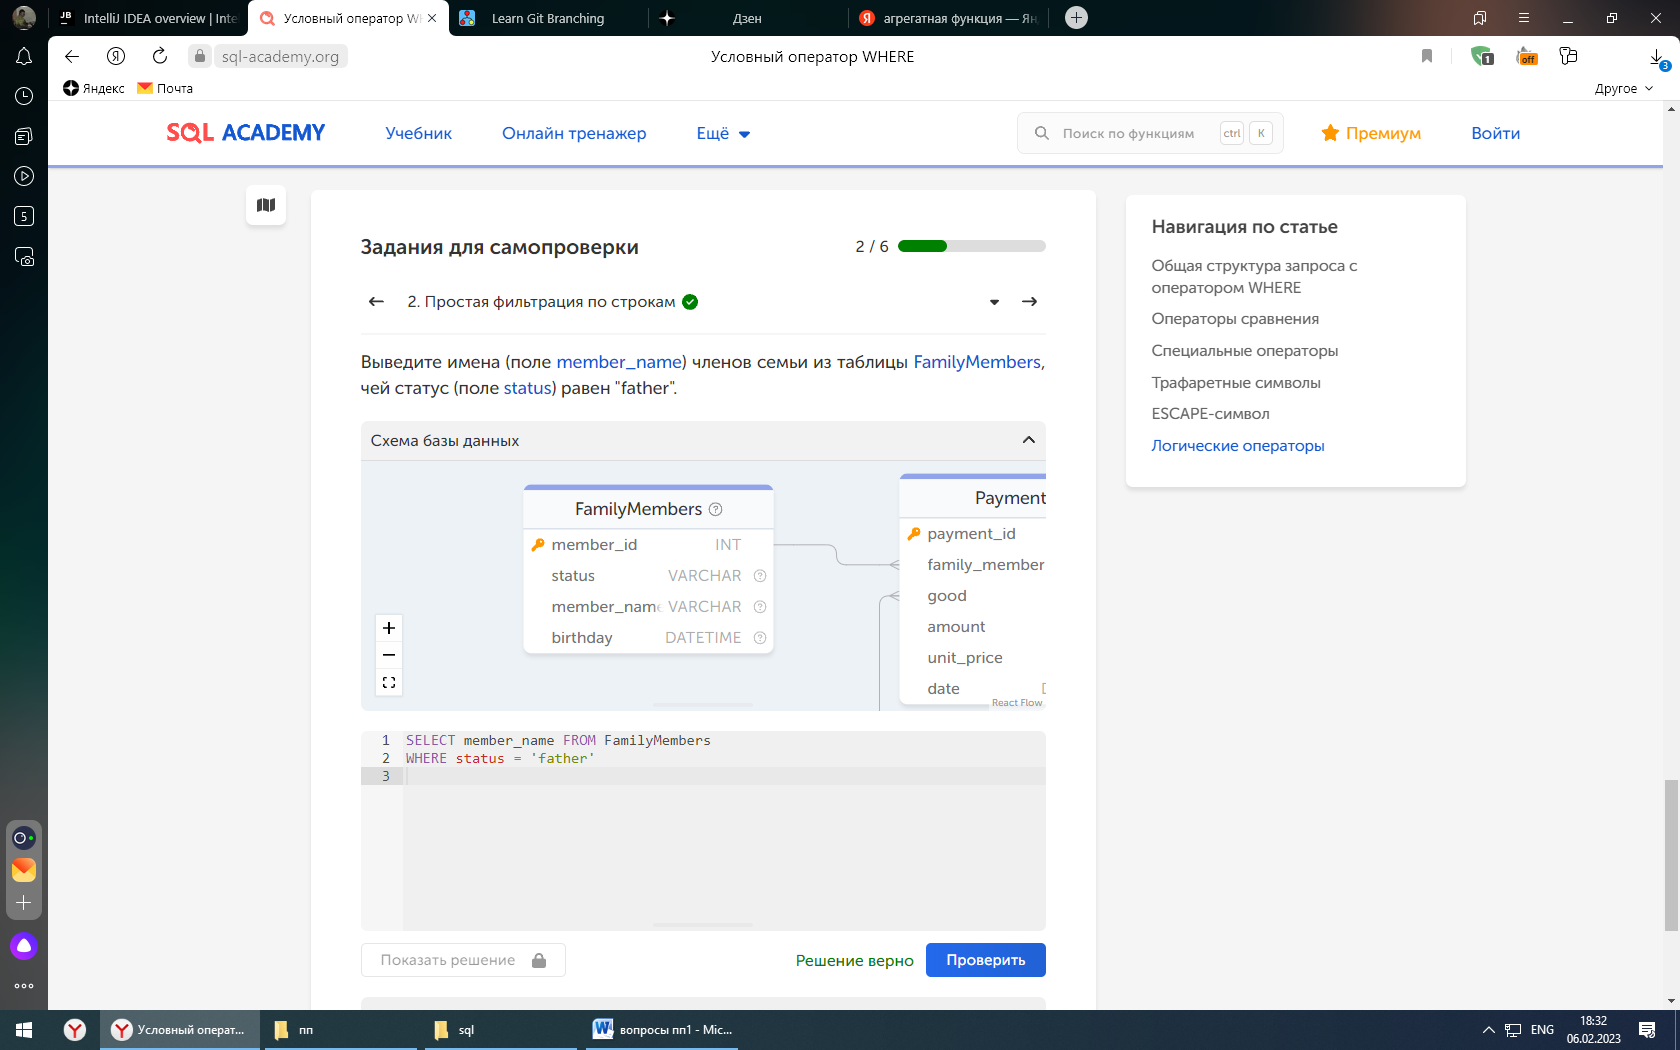 IntelliJ IDEA overview | Inte
Условный оператор W
Learn Git Branching
Дзен
агрегатная функция — Ян
sql-academy.org
Условный оператор WHERE
1
off
3
Яндекс
Почта
Другое
SQL ACADEMY
Учебник
Онлайн тренажер
Ещё
Поиск по функциям
ctrl
K
Премиум
Войти
5
Задания для самопроверки
2 / 6
2. Простая фильтрация по строкам
Выведите имена (поле member_name) членов семьи из таблицы FamilyMembers,
чей статус (поле status) равен "father".
Схема базы данных
FamilyMembers
member_id INT
status VARCHAR
member_name VARCHAR
birthday DATETIME
Payment
payment_id
family_member
good
amount
unit_price
date
React Flow
1 SELECT member_name FROM FamilyMembers
2 WHERE status = 'father'
3
Показать решение
Решение верно
Проверить
Навигация по статье
Общая структура запроса с
оператором WHERE
Операторы сравнения
Специальные операторы
Трафаретные символы
ESCAPE-символ
Логические операторы
Условный операт...
пп
sql
вопросы пп1 - Mic...
ENG
18:32
06.02.2023